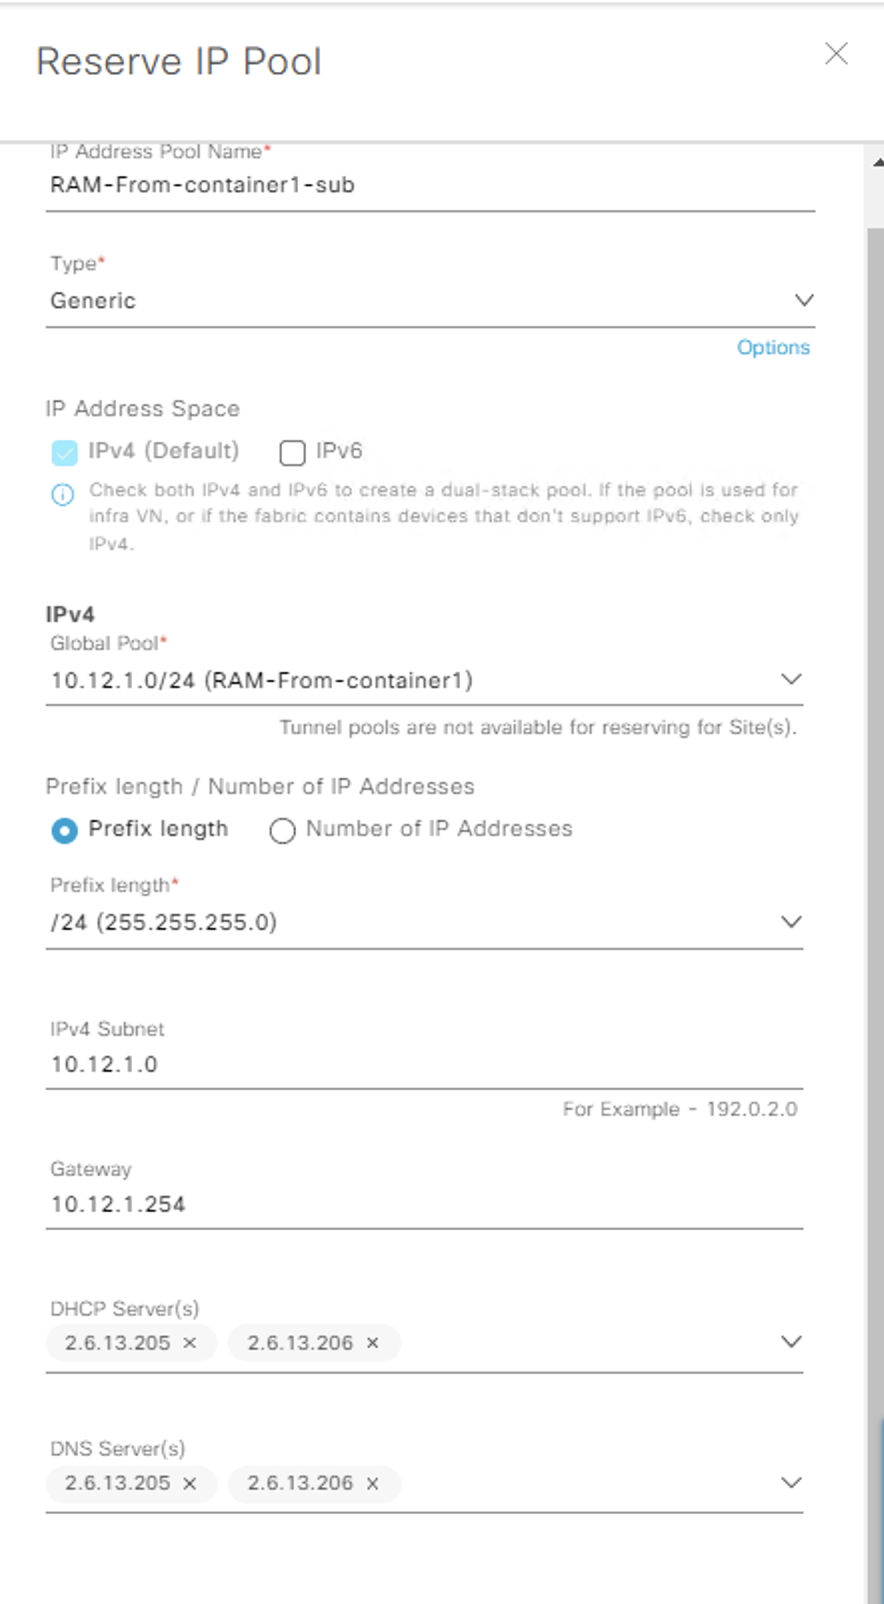 Reserve IP Pool
IP Address Pool Name*
RAM-From-container1-sub
Type*
Generic
Options
IP Address Space
IPv4 (Default) IPv6
Check both IPv4 and IPv6 to create a dual-stack pool. If the pool is used for
infra VN, or if the fabric contains devices that don't support IPv6, check only
IPv4.
IPv4
Global Pool*
10.12.1.0/24 (RAM-From-container1)
Tunnel pools are not available for reserving for Site(s).
Prefix length / Number of IP Addresses
Prefix length Number of IP Addresses
Prefix length*
/24 (255.255.255.0)
IPv4 Subnet
10.12.1.0
For Example - 192.0.2.0
Gateway
10.12.1.254
DHCP Server(s)
2.6.13.205 × 2.6.13.206 ×
DNS Server(s)
2.6.13.205 × 2.6.13.206 ×